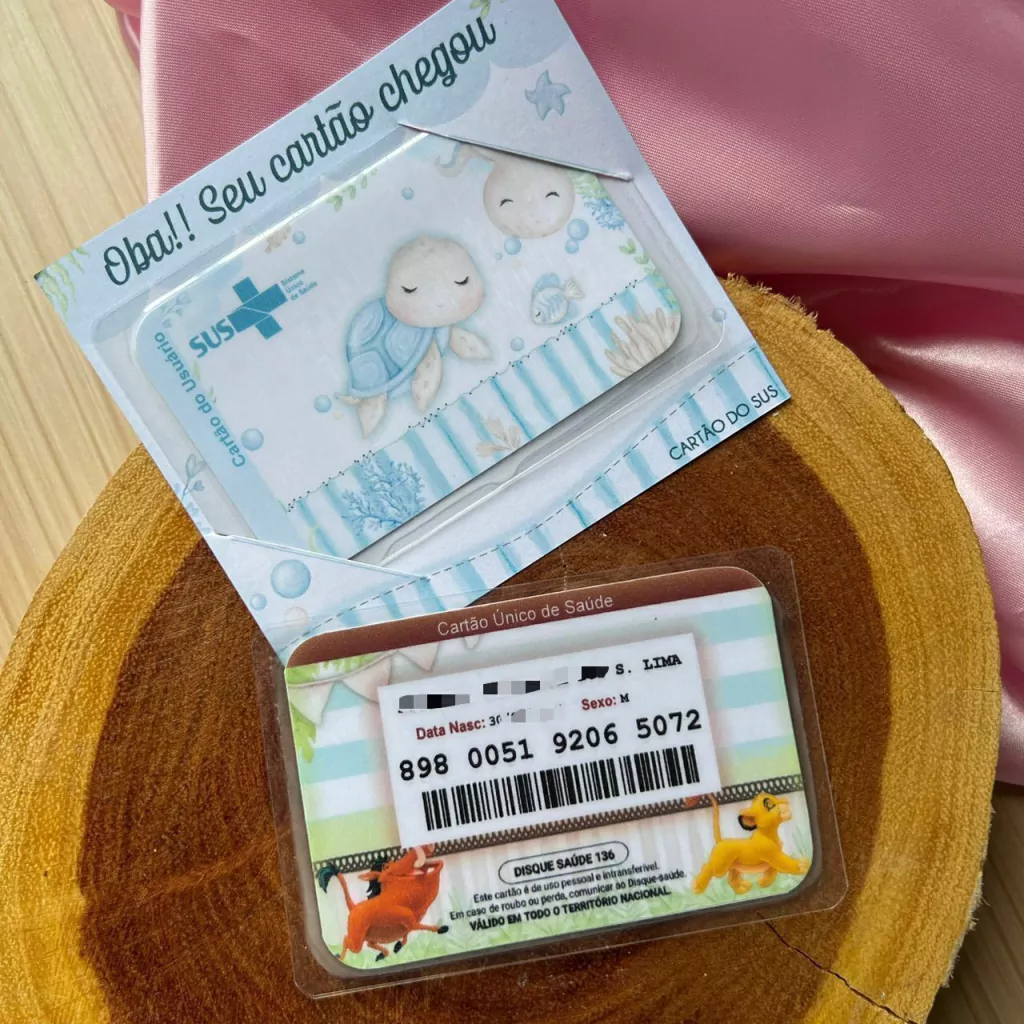 Oba!! Seu cartão chegou
SUS
Sistema
Único
de Saúde
Cartão do Usuário
CARTÃO DO SUS
Cartão Único de Saúde
S. LIMA
Data Nasc: 30 Sexo: M
898 0051 9206 5072
DISQUE SAÚDE 136
Este cartão é de uso pessoal e intransferível.
Em caso de roubo ou perda, comunicar ao Disque-saúde.
VÁLIDO EM TODO O TERRITÓRIO NACIONAL